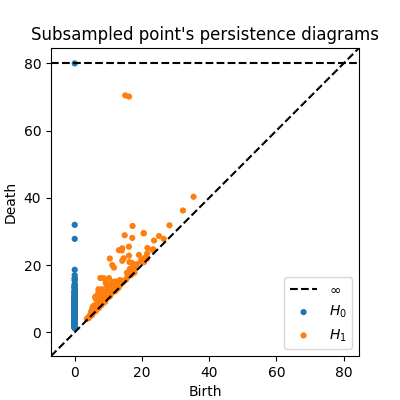 Subsampled point's persistence diagrams
Death
80
60
40
20
0
0 20 40 60 80
Birth
∞
H₀
H₁